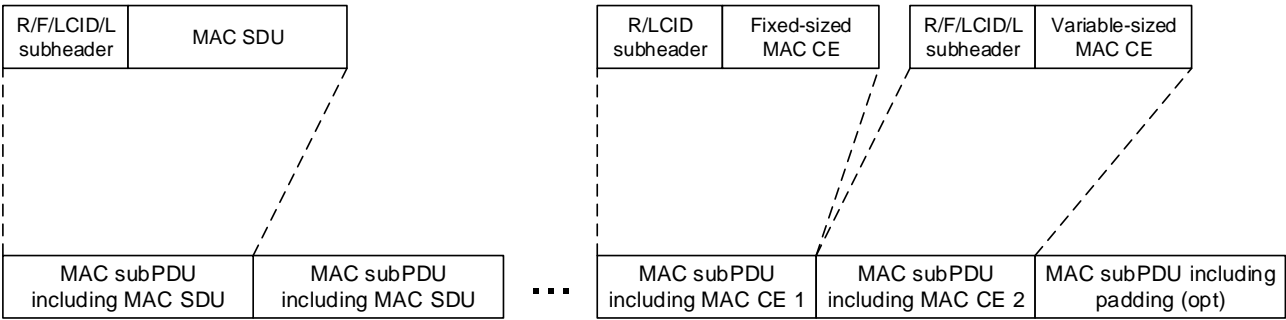 R/F/LCID/L
subheader
MAC SDU
R/LCID
subheader
Fixed-sized
MAC CE
R/F/LCID/L
subheader
Variable-sized
MAC CE
MAC subPDU
including MAC SDU
MAC subPDU
including MAC SDU
...
MAC subPDU
including MAC CE 1
MAC subPDU
including MAC CE 2
MAC subPDU including
padding (opt)